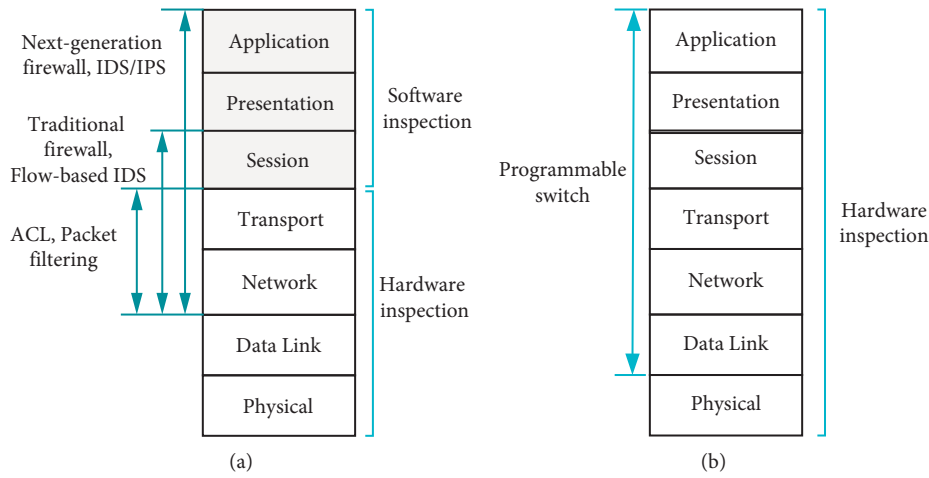 Next-generation
firewall, IDS/IPS
Traditional
firewall,
Flow-based IDS
ACL, Packet
filtering
Application
Presentation
Session
Transport
Network
Data Link
Physical
Software
inspection
Hardware
inspection
(a)
Programmable
switch
Application
Presentation
Session
Transport
Network
Data Link
Physical
Hardware
inspection
(b)